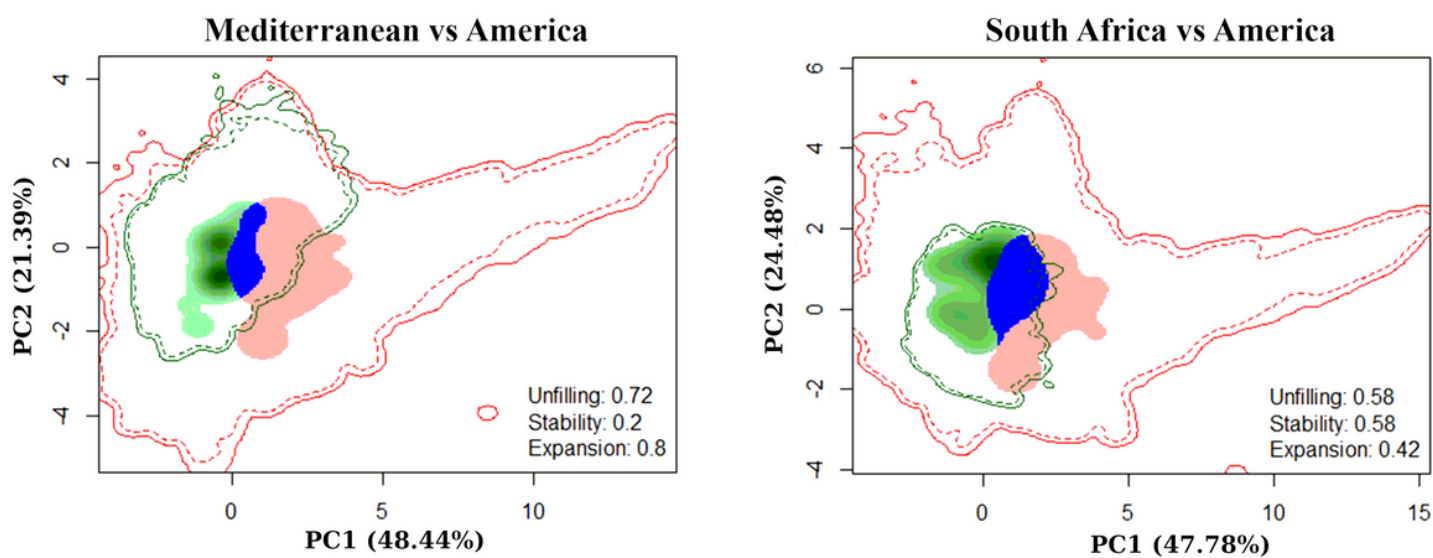 Mediterranean vs America
4
2
0
-2
-4
PC2 (21.39%)
Unfilling: 0.72
Stability: 0.2
Expansion: 0.8
0
5
10
PC1 (48.44%)
South Africa vs America
6
4
2
0
-2
-4
PC2 (24.48%)
Unfilling: 0.58
Stability: 0.58
Expansion: 0.42
0
5
10
15
PC1 (47.78%)